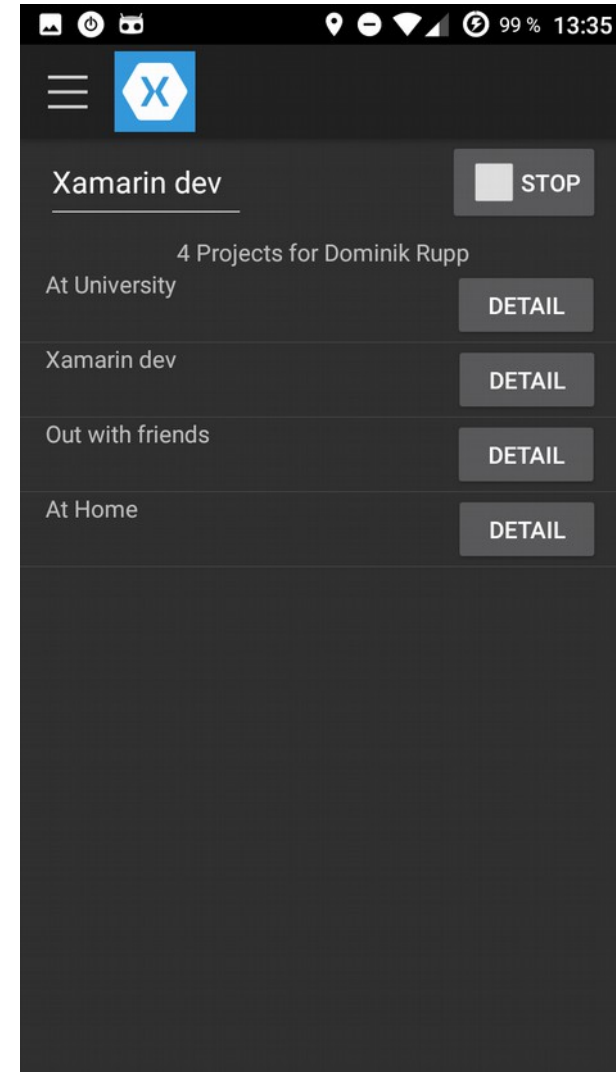 99 % 13:35
X
Xamarin dev STOP
4 Projects for Dominik Rupp
At University
DETAIL
Xamarin dev
DETAIL
Out with friends
DETAIL
At Home
DETAIL